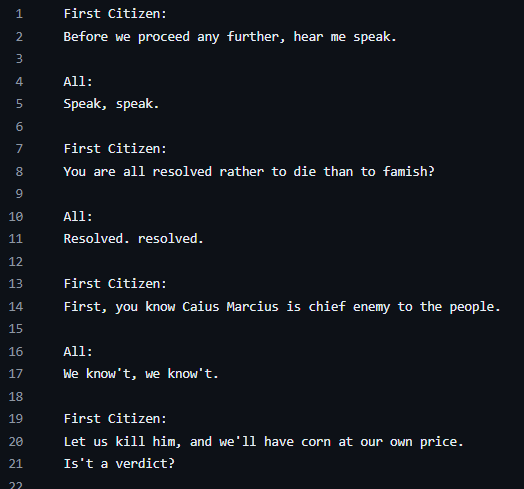 1 First Citizen:
2 Before we proceed any further, hear me speak.
3
4 All:
5 Speak, speak.
6
7 First Citizen:
8 You are all resolved rather to die than to famish?
9
10 All:
11 Resolved. resolved.
12
13 First Citizen:
14 First, you know Caius Marcius is chief enemy to the people.
15
16 All:
17 We know't, we know't.
18
19 First Citizen:
20 Let us kill him, and we'll have corn at our own price.
21 Is't a verdict?
22